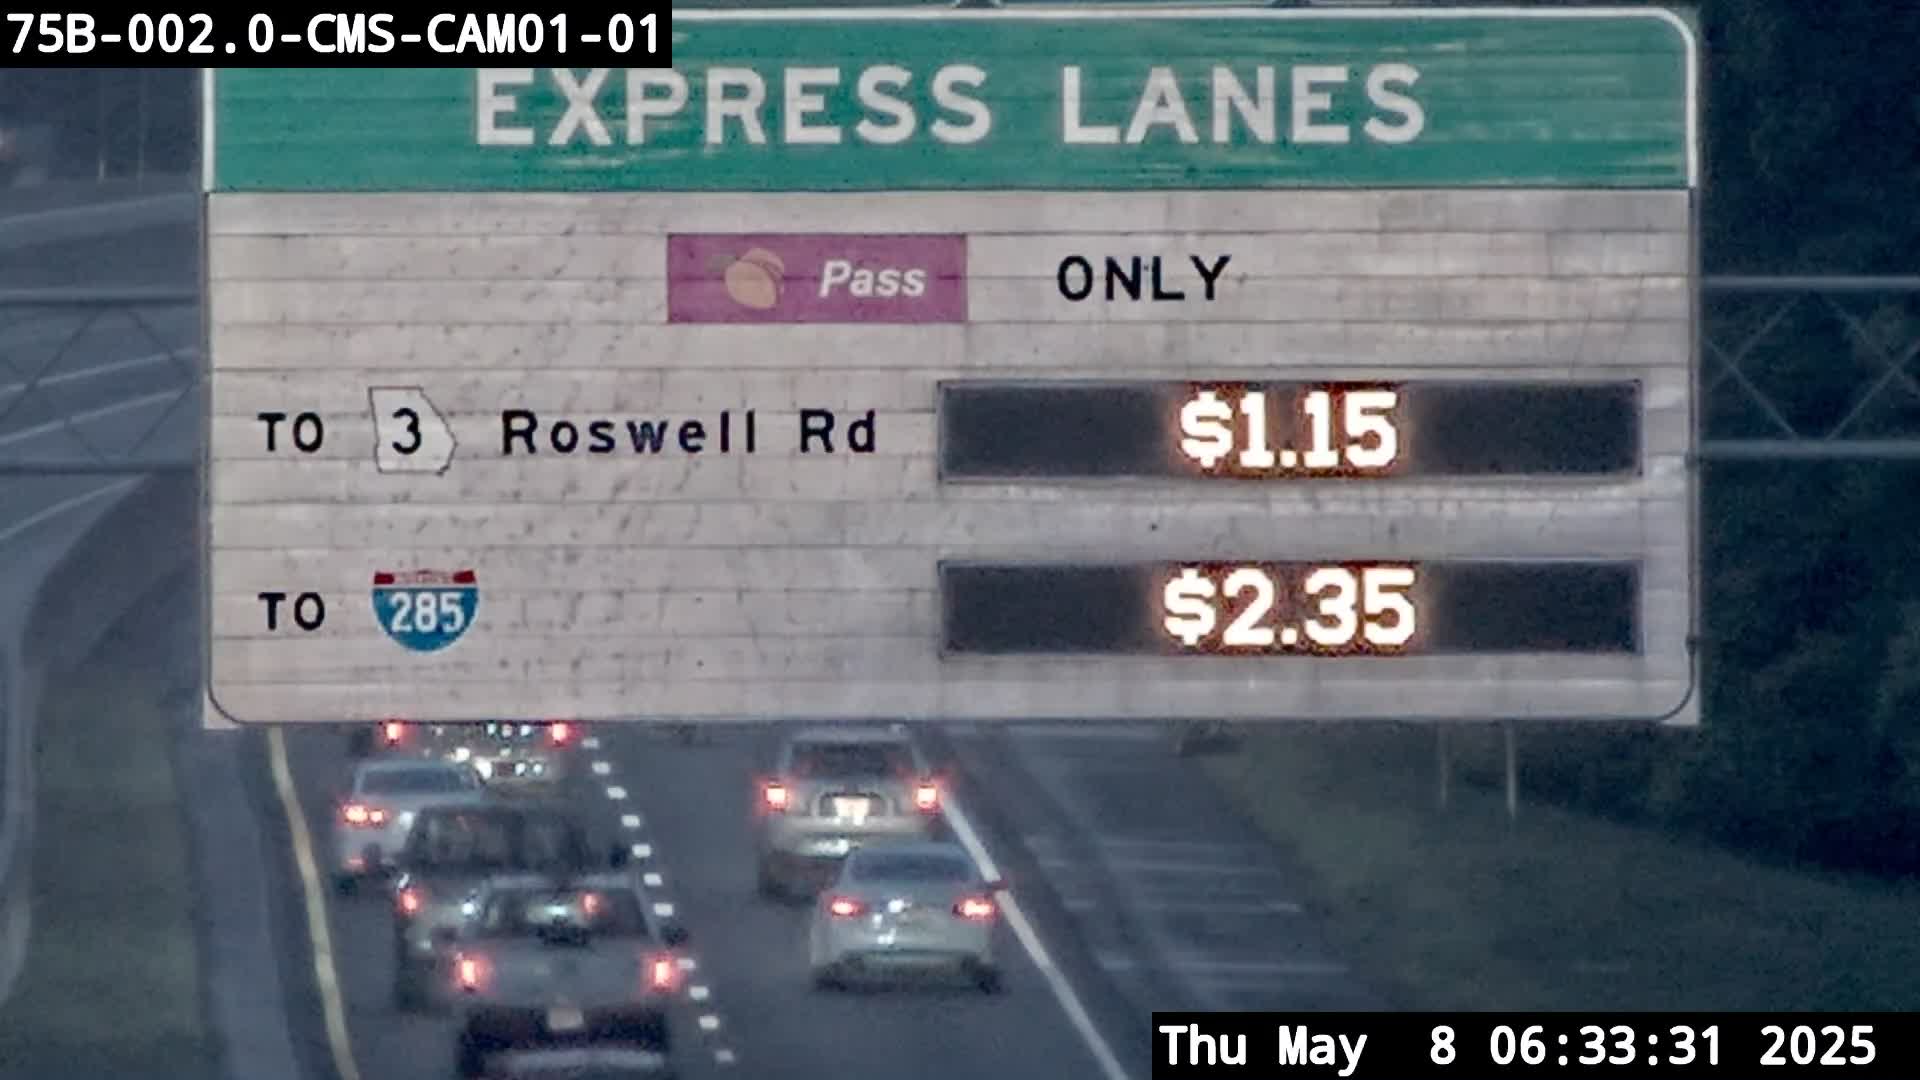 75B-002.0-CMS-CAM01-01
EXPRESS LANES
Pass ONLY
TO 3 Roswell Rd $1.15
TO 285 $2.35
Thu May 8 06:33:31 2025